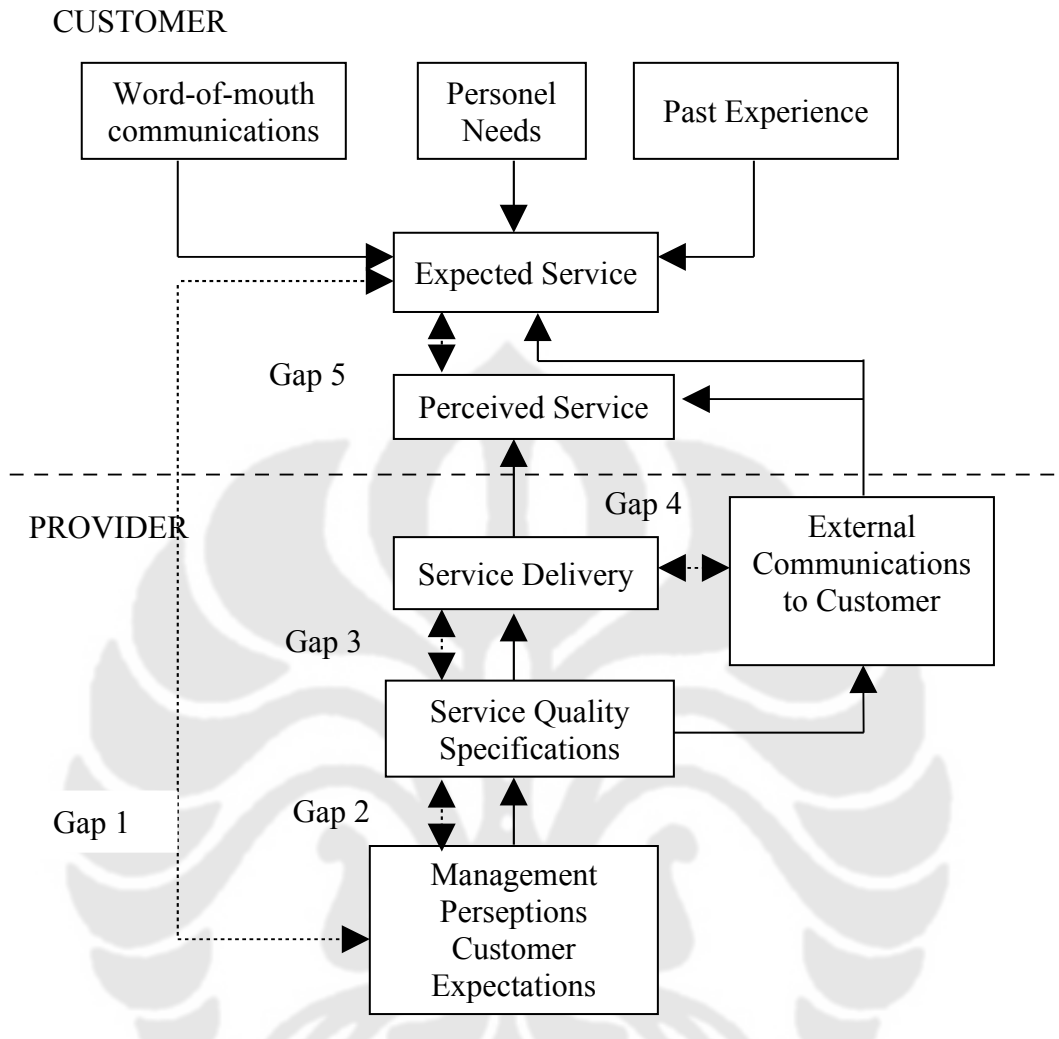 CUSTOMER
Word-of-mouth
communications
Personel
Needs
Past Experience
Expected Service
Gap 5
Perceived Service
PROVIDER
Gap 4
External
Communications
to Customer
Service Delivery
Gap 3
Service Quality
Specifications
Gap 1
Gap 2
Management
Perseptions
Customer
Expectations